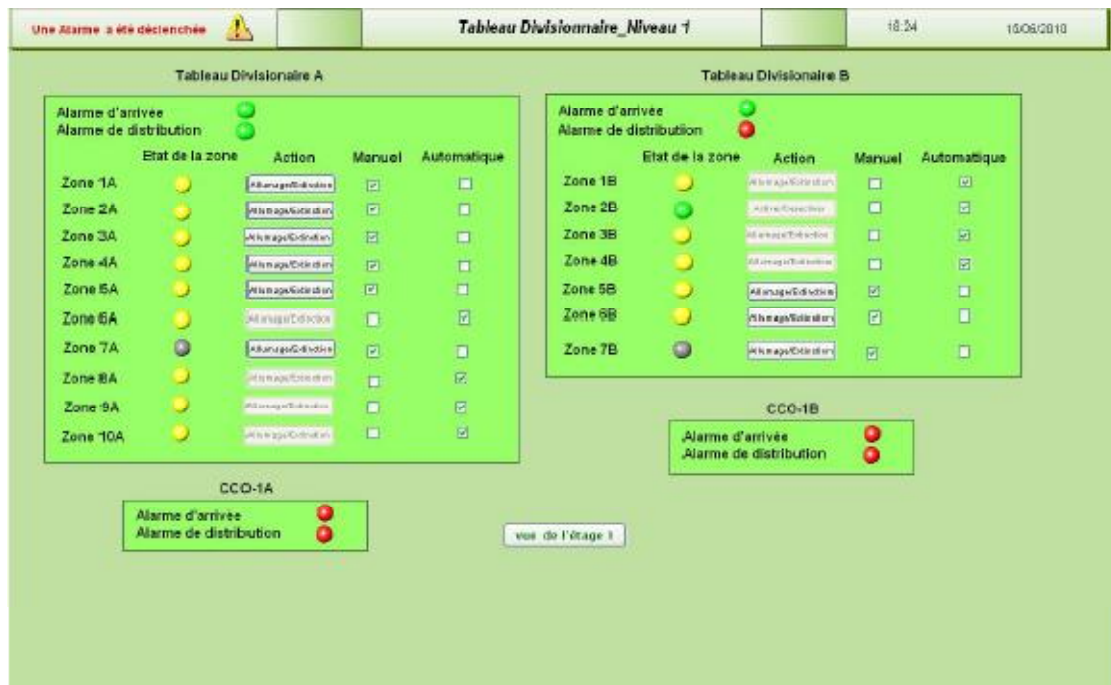 Une Alarme a été déclenchée
Tableau Divisionnaire_Niveau 1
18:24
15/06/2010
Tableau Divisionaire A
Alarme d'arrivée
Alarme de distribution
Etat de la zone Action Manuel Automatique
Zone 1A Allumage/Extinction
Zone 2A Allumage/Extinction
Zone 3A Allumage/Extinction
Zone 4A Allumage/Extinction
Zone 5A Allumage/Extinction
Zone 6A Allumage/Extinction
Zone 7A Allumage/Extinction
Zone 8A Allumage/Extinction
Zone 9A Allumage/Extinction
Zone 10A Allumage/Extinction
CCO-1A
Alarme d'arrivée
Alarme de distribution
Tableau Divisionaire B
Alarme d'arrivée
Alarme de distribution
Etat de la zone Action Manuel Automatique
Zone 1B Allumage/Extinction
Zone 2B
Zone 3B Allumage/Extinction
Zone 4B Allumage/Extinction
Zone 5B Allumage/Extinction
Zone 6B Allumage/Extinction
Zone 7B Allumage/Extinction
CCO-1B
Alarme d'arrivée
Alarme de distribution
vue de l'étage 1